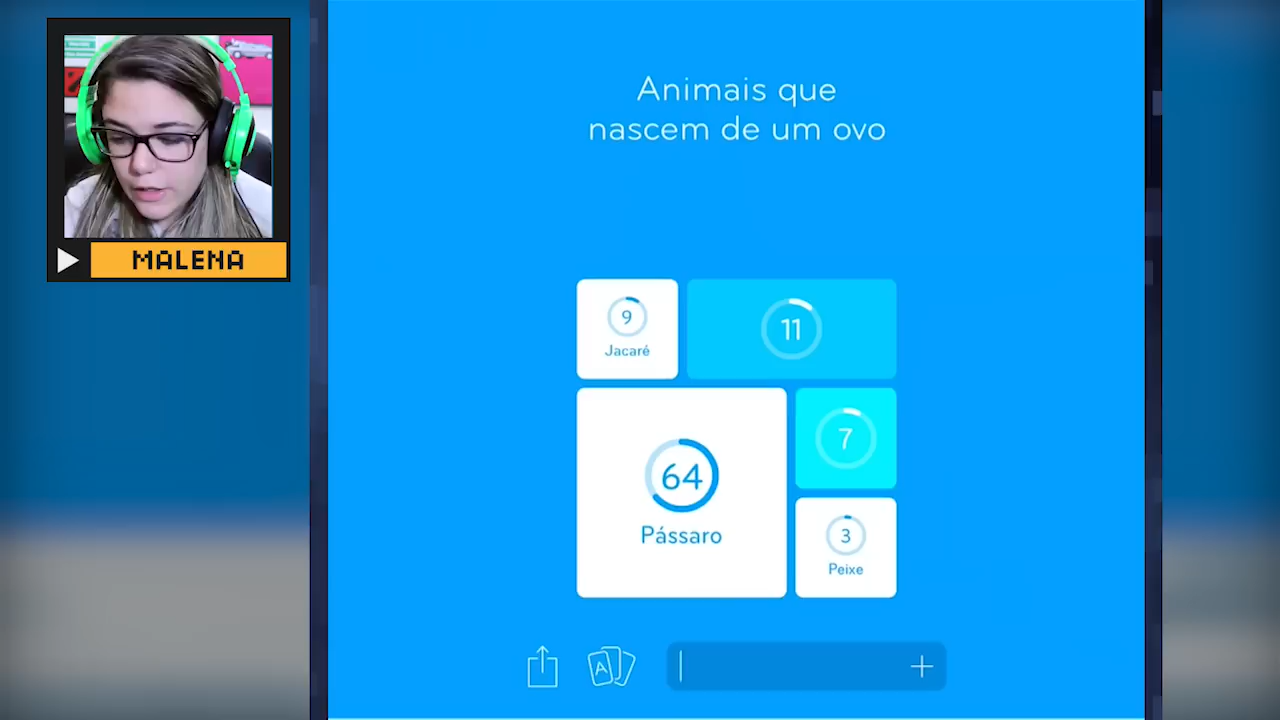 MALENA
Animais que
nascem de um ovo
9
Jacaré
11
64
Pássaro
7
3
Peixe
A